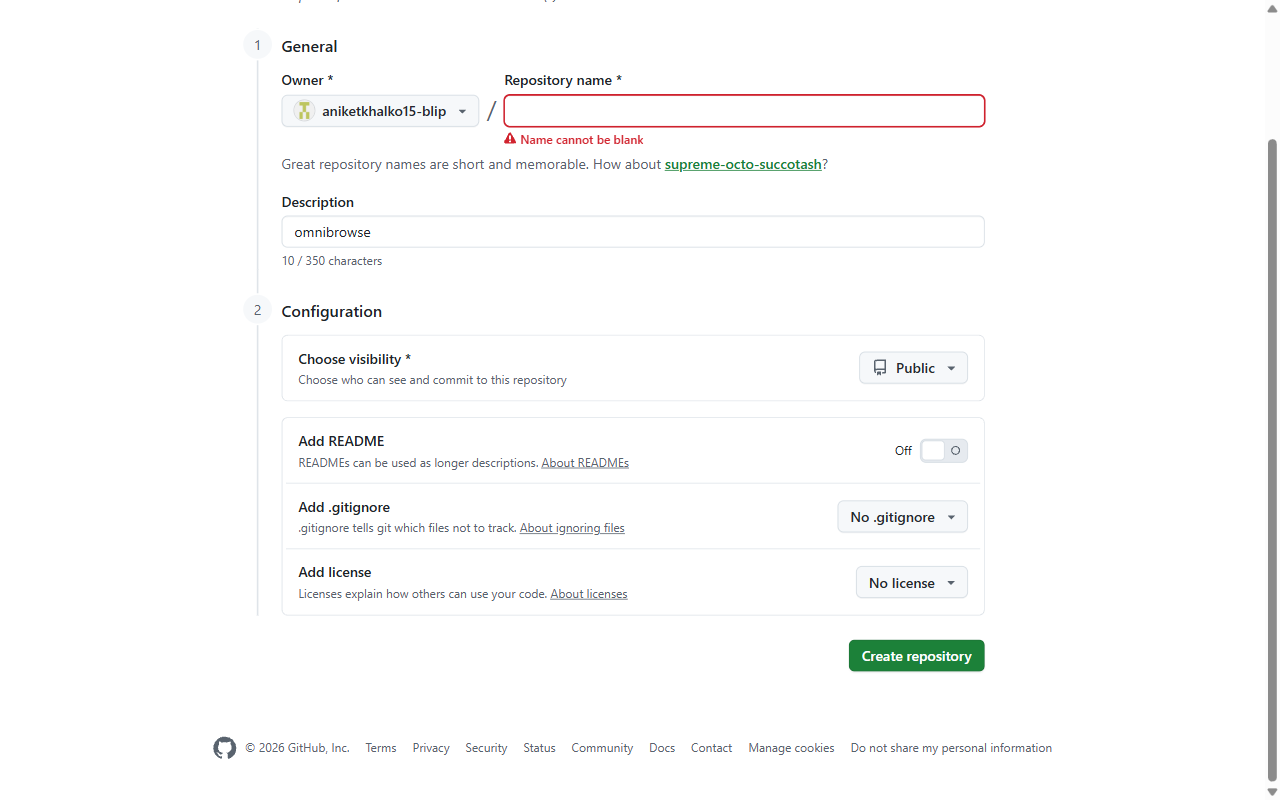 1 General
Owner * Repository name *
aniketkhalko15-blip /
Name cannot be blank
Great repository names are short and memorable. How about supreme-octo-succotash?
Description
omnibrowse
10 / 350 characters
2 Configuration
Choose visibility *
Choose who can see and commit to this repository
Public
Add README
READMEs can be used as longer descriptions. About READMEs
Off
Add .gitignore
.gitignore tells git which files not to track. About ignoring files
No .gitignore
Add license
Licenses explain how others can use your code. About licenses
No license
Create repository
© 2026 GitHub, Inc. Terms Privacy Security Status Community Docs Contact Manage cookies Do not share my personal information